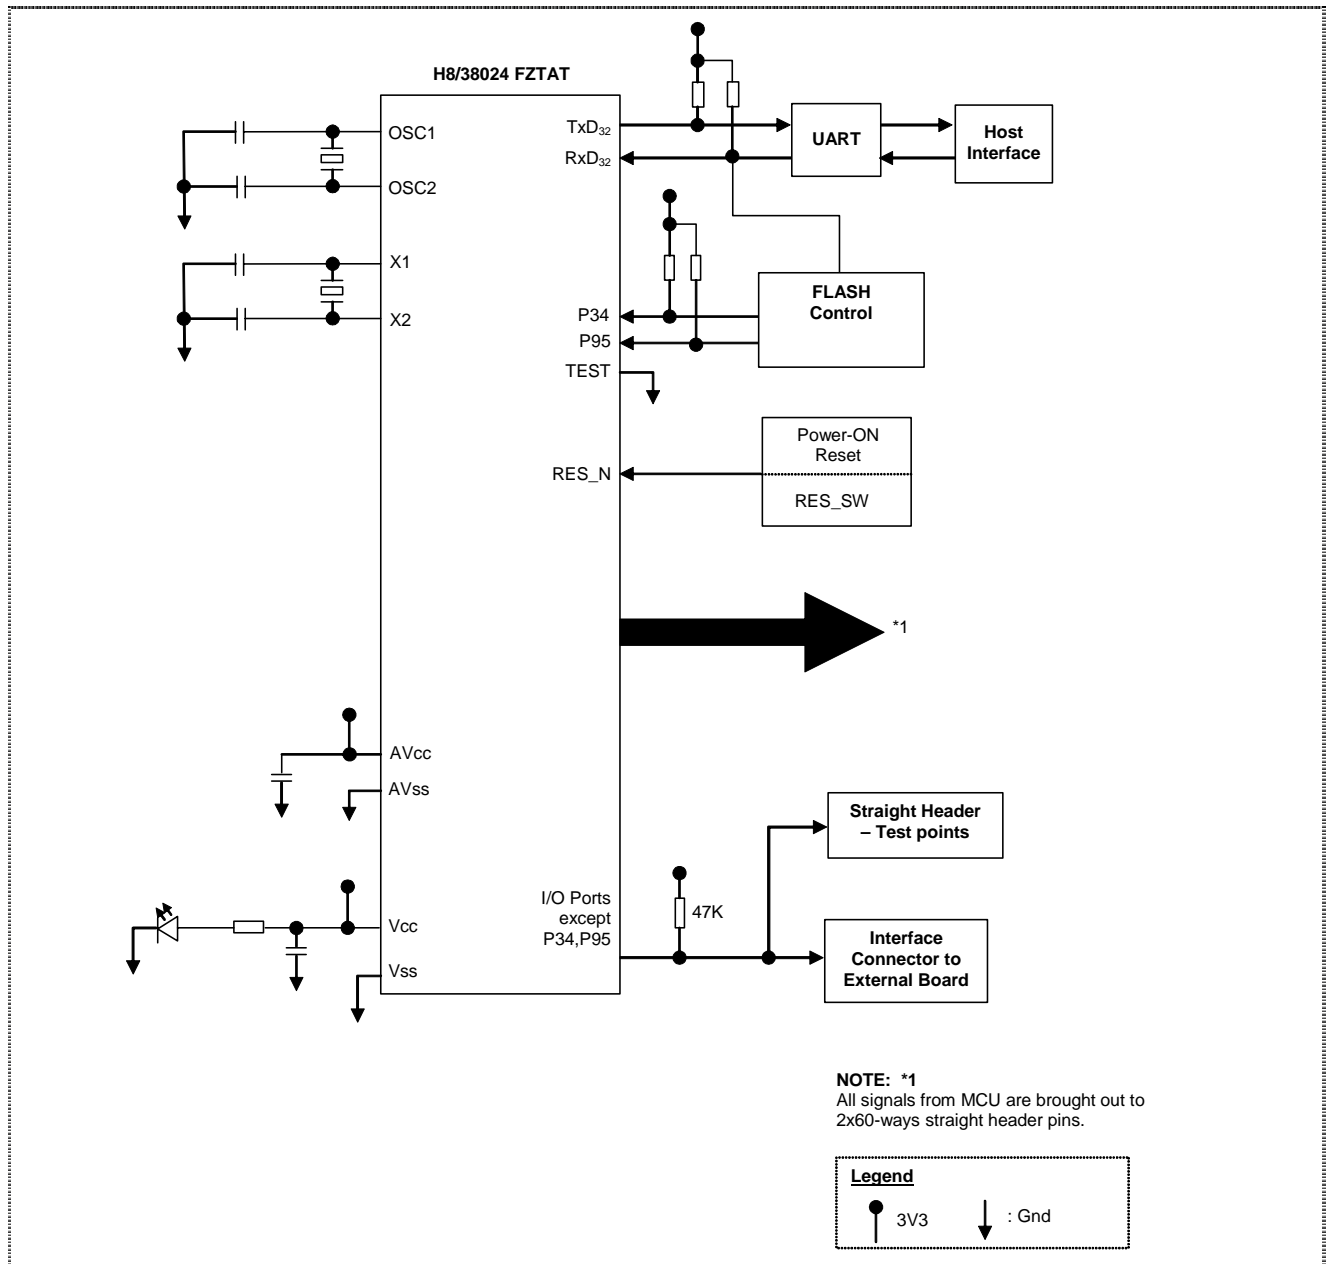 H8/38024 FZTAT
OSC1
OSC2
X1
X2
AVcc
AVss
Vcc
Vss
TxD32
RxD32
P34
P95
TEST
RES_N
I/O Ports
except
P34,P95
UART
Host
Interface
FLASH
Control
Power-ON
Reset
RES_SW
*1
Straight Header
– Test points
47K
Interface
Connector to
External Board
NOTE: *1
All signals from MCU are brought out to
2x60-ways straight header pins.
Legend
3V3
: Gnd